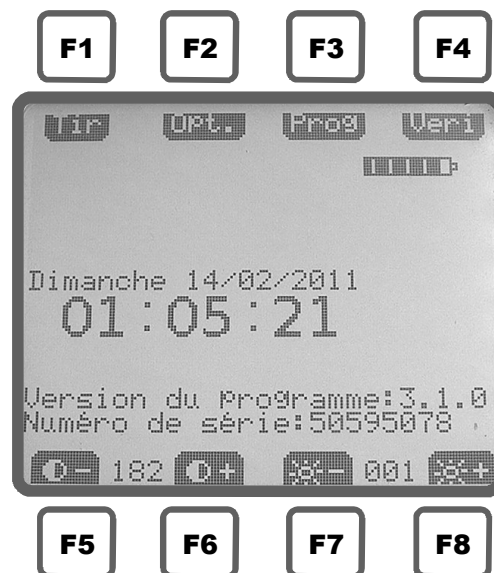 F1 F2 F3 F4
Tir Opt. Prog Veri
Dimanche 14/02/2011
01:05:21
Version du Programme:3.1.0
Numéro de série:50595078
- 182 + - 001 +
F5 F6 F7 F8